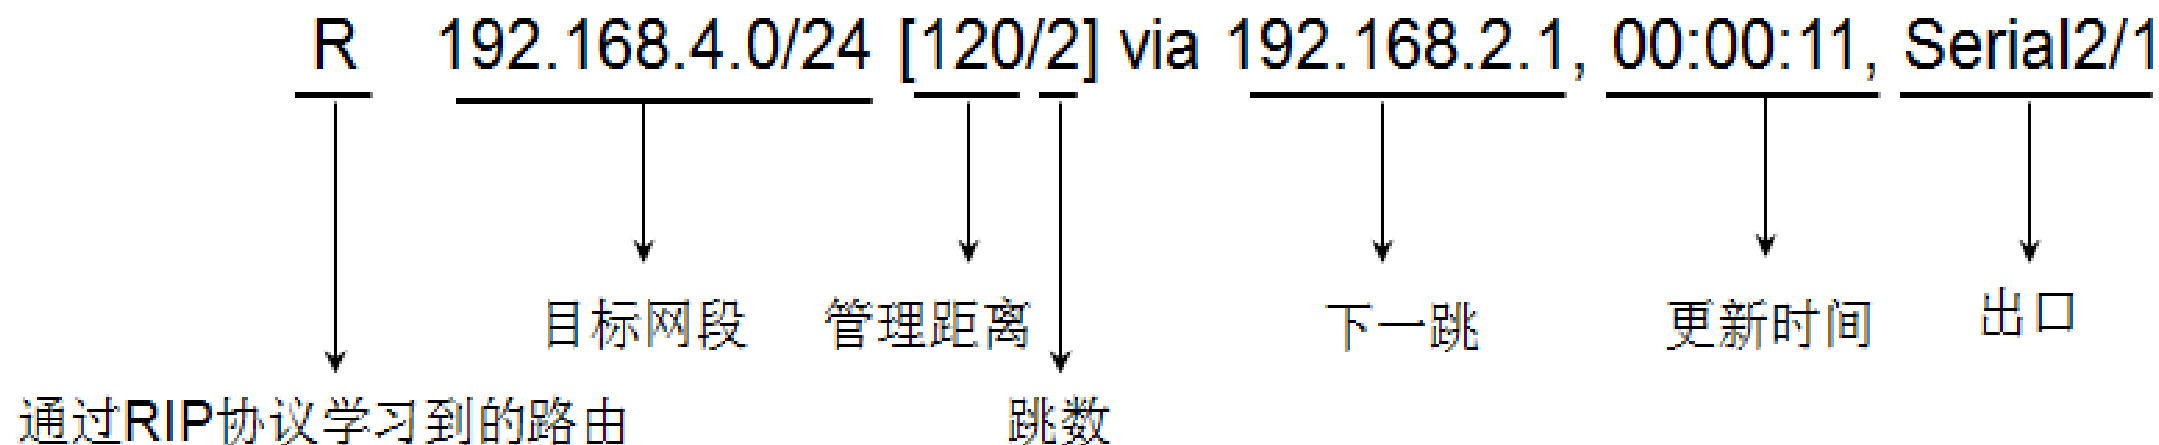 R 192.168.4.0/24 [120/2] via 192.168.2.1, 00:00:11, Serial2/1
目标网段 管理距离 下一跳 更新时间 出口
通过RIP协议学习到的路由 跳数